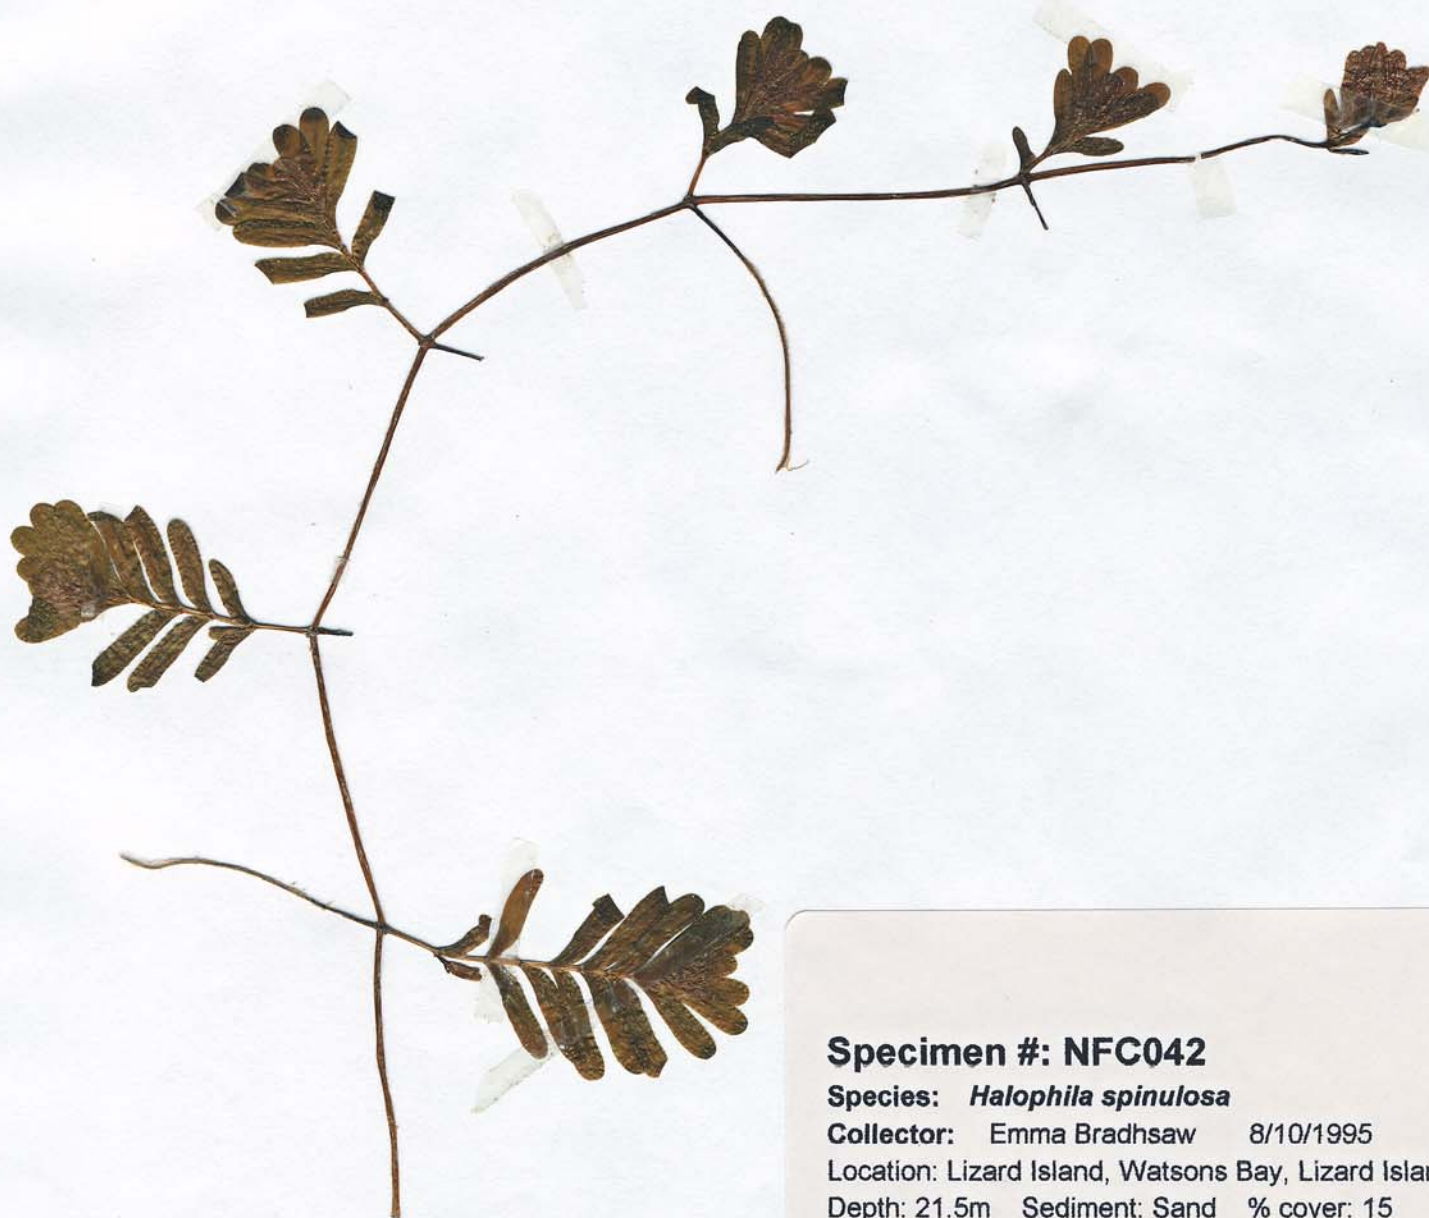 Specimen #: NFC042
Species: Halophila spinulosa
Collector: Emma Bradhsaw 8/10/1995
Location: Lizard Island, Watsons Bay, Lizard Islan
Depth: 21.5m Sediment: Sand % cover: 15